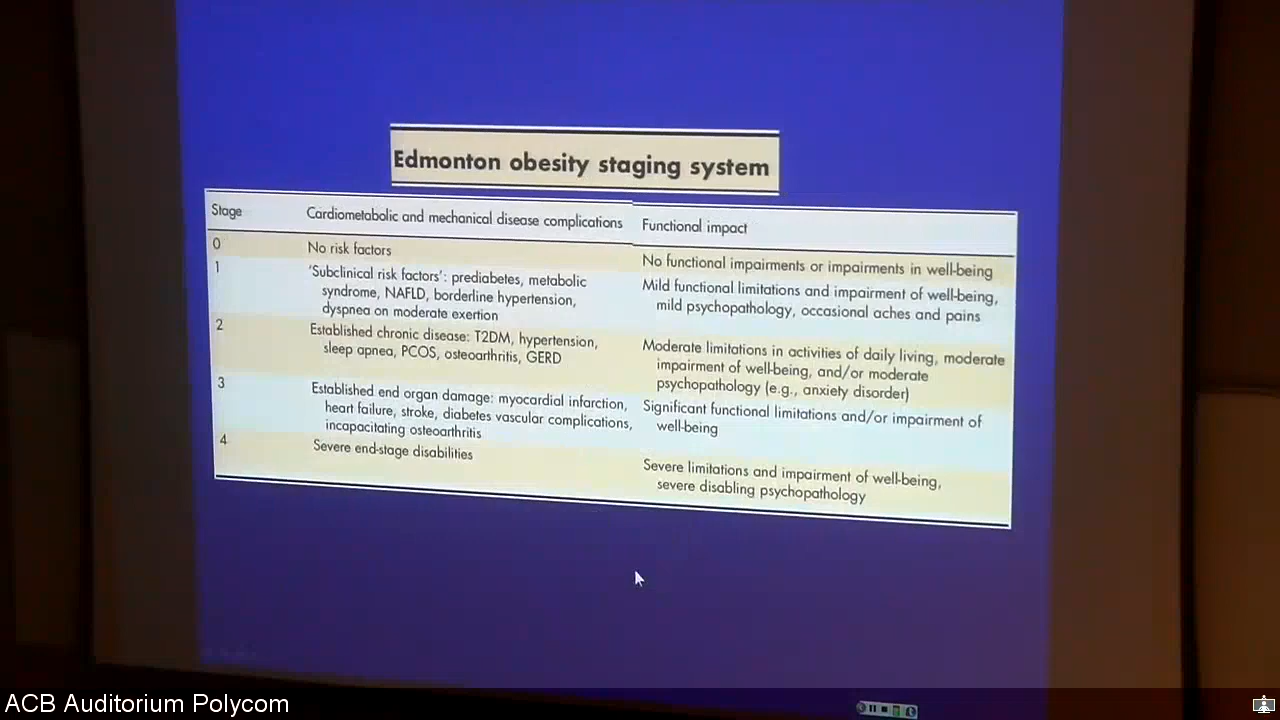 Edmonton obesity staging system
Stage
Cardiometabolic and mechanical disease complications
Functional impact
0
No risk factors
No functional impairments or impairments in well-being
1
'Subclinical risk factors': prediabetes, metabolic
syndrome, NAFLD, borderline hypertension,
dyspnea on moderate exertion
Mild functional limitations and impairment of well-being,
mild psychopathology, occasional aches and pains
2
Established chronic disease: T2DM, hypertension,
sleep apnea, PCOS, osteoarthritis, GERD
Moderate limitations in activities of daily living, moderate
impairment of well-being, and/or moderate
psychopathology (e.g., anxiety disorder)
3
Established end organ damage: myocardial infarction,
heart failure, stroke, diabetes vascular complications,
incapacitating osteoarthritis
Significant functional limitations and/or impairment of
well-being
4
Severe end-stage disabilities
Severe limitations and impairment of well-being,
severe disabling psychopathology
ACB Auditorium Polycom